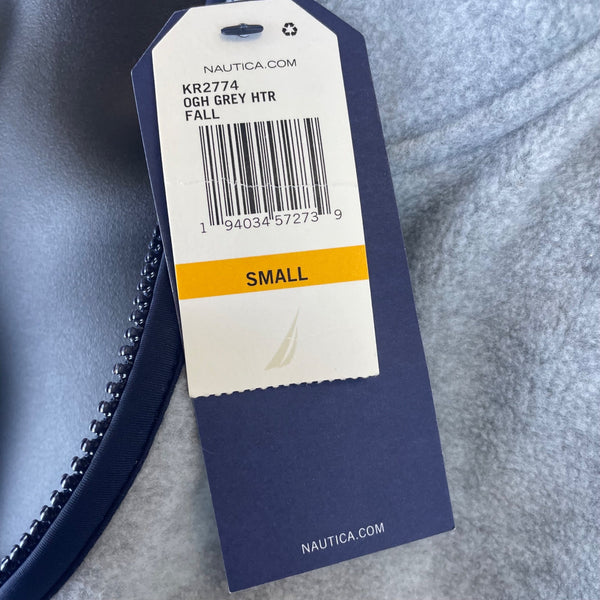 NAUTICA.COM
KR2774
OGH GREY HTR
FALL
1 94034 57273 9
SMALL
NAUTICA.COM